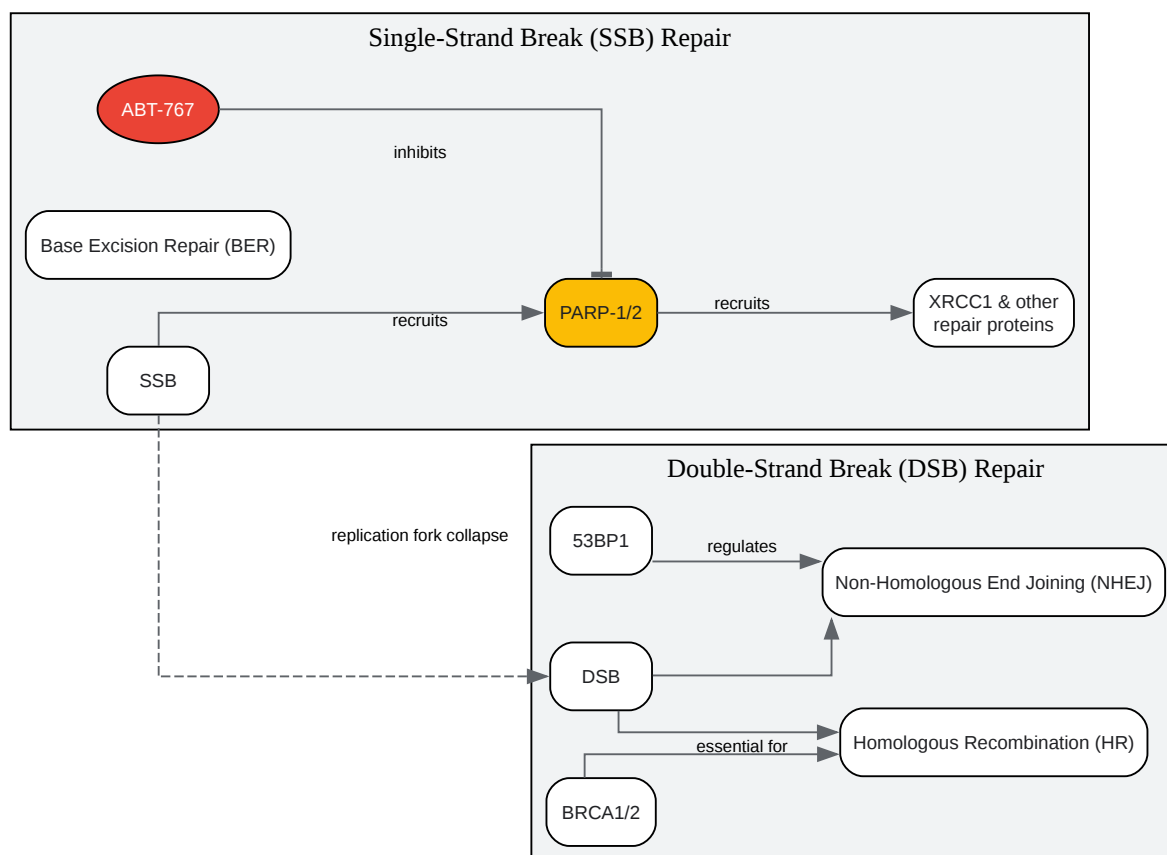 Single-Strand Break (SSB) Repair
ABT-767
inhibits
Base Excision Repair (BER)
recruits
PARP-1/2
recruits
XRCC1 & other
repair proteins
SSB
Double-Strand Break (DSB) Repair
replication fork collapse
53BP1
regulates
Non-Homologous End Joining (NHEJ)
DSB
essential for
Homologous Recombination (HR)
BRCA1/2